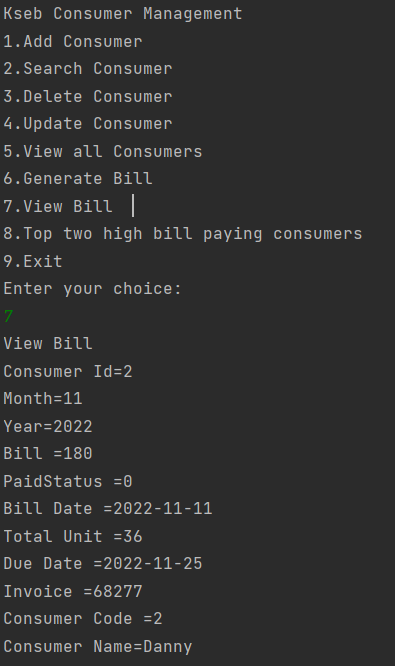 Kseb Consumer Management
1.Add Consumer
2.Search Consumer
3.Delete Consumer
4.Update Consumer
5.View all Consumers
6.Generate Bill
7.View Bill
8.Top two high bill paying consumers
9.Exit
Enter your choice:
7
View Bill
Consumer Id=2
Month=11
Year=2022
Bill =180
PaidStatus =0
Bill Date =2022-11-11
Total Unit =36
Due Date =2022-11-25
Invoice =68277
Consumer Code =2
Consumer Name=Danny